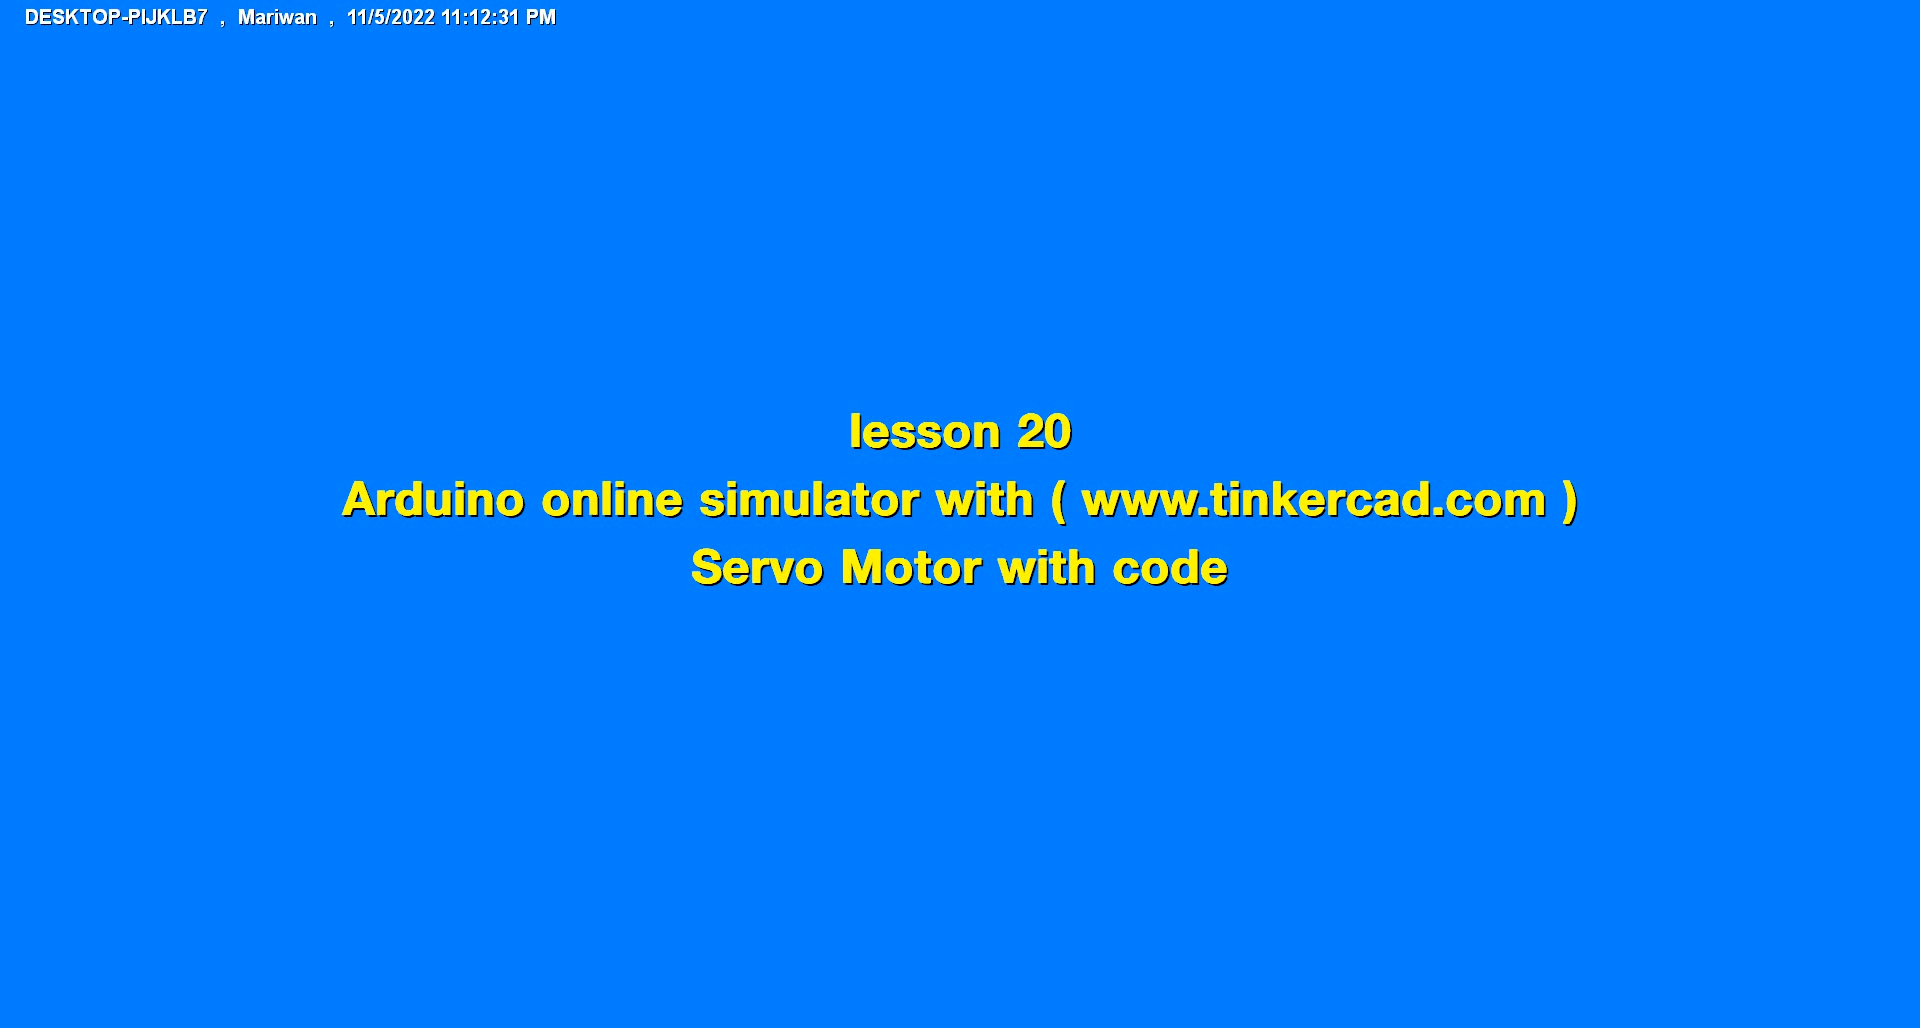 DESKTOP-PIJKLB7 , Mariwan , 11/5/2022 11:12:31 PM
lesson 20
Arduino online simulator with ( www.tinkercad.com )
Servo Motor with code